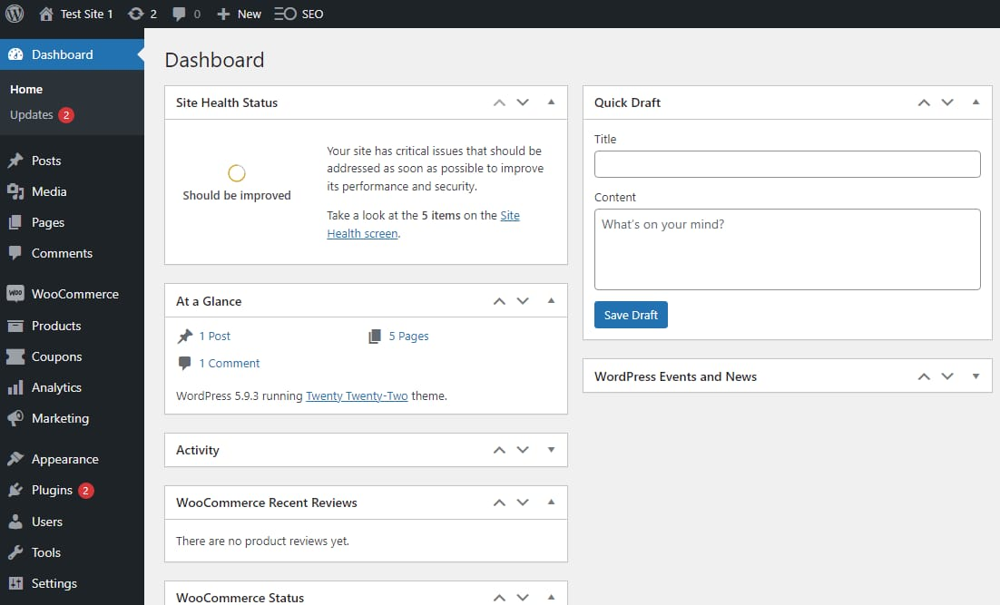 Test Site 1
2
0
New
SEO
Dashboard
Home
Updates 2
Posts
Media
Pages
Comments
Woo WooCommerce
Products
Coupons
Analytics
Marketing
Appearance
Plugins 2
Users
Tools
Settings
Dashboard
Site Health Status
Should be improved
Your site has critical issues that should be
addressed as soon as possible to improve
its performance and security.
Take a look at the 5 items on the Site
Health screen.
At a Glance
1 Post
5 Pages
1 Comment
WordPress 5.9.3 running Twenty Twenty-Two theme.
Activity
WooCommerce Recent Reviews
There are no product reviews yet.
WooCommerce Status
Quick Draft
Title
Content
What's on your mind?
Save Draft
WordPress Events and News